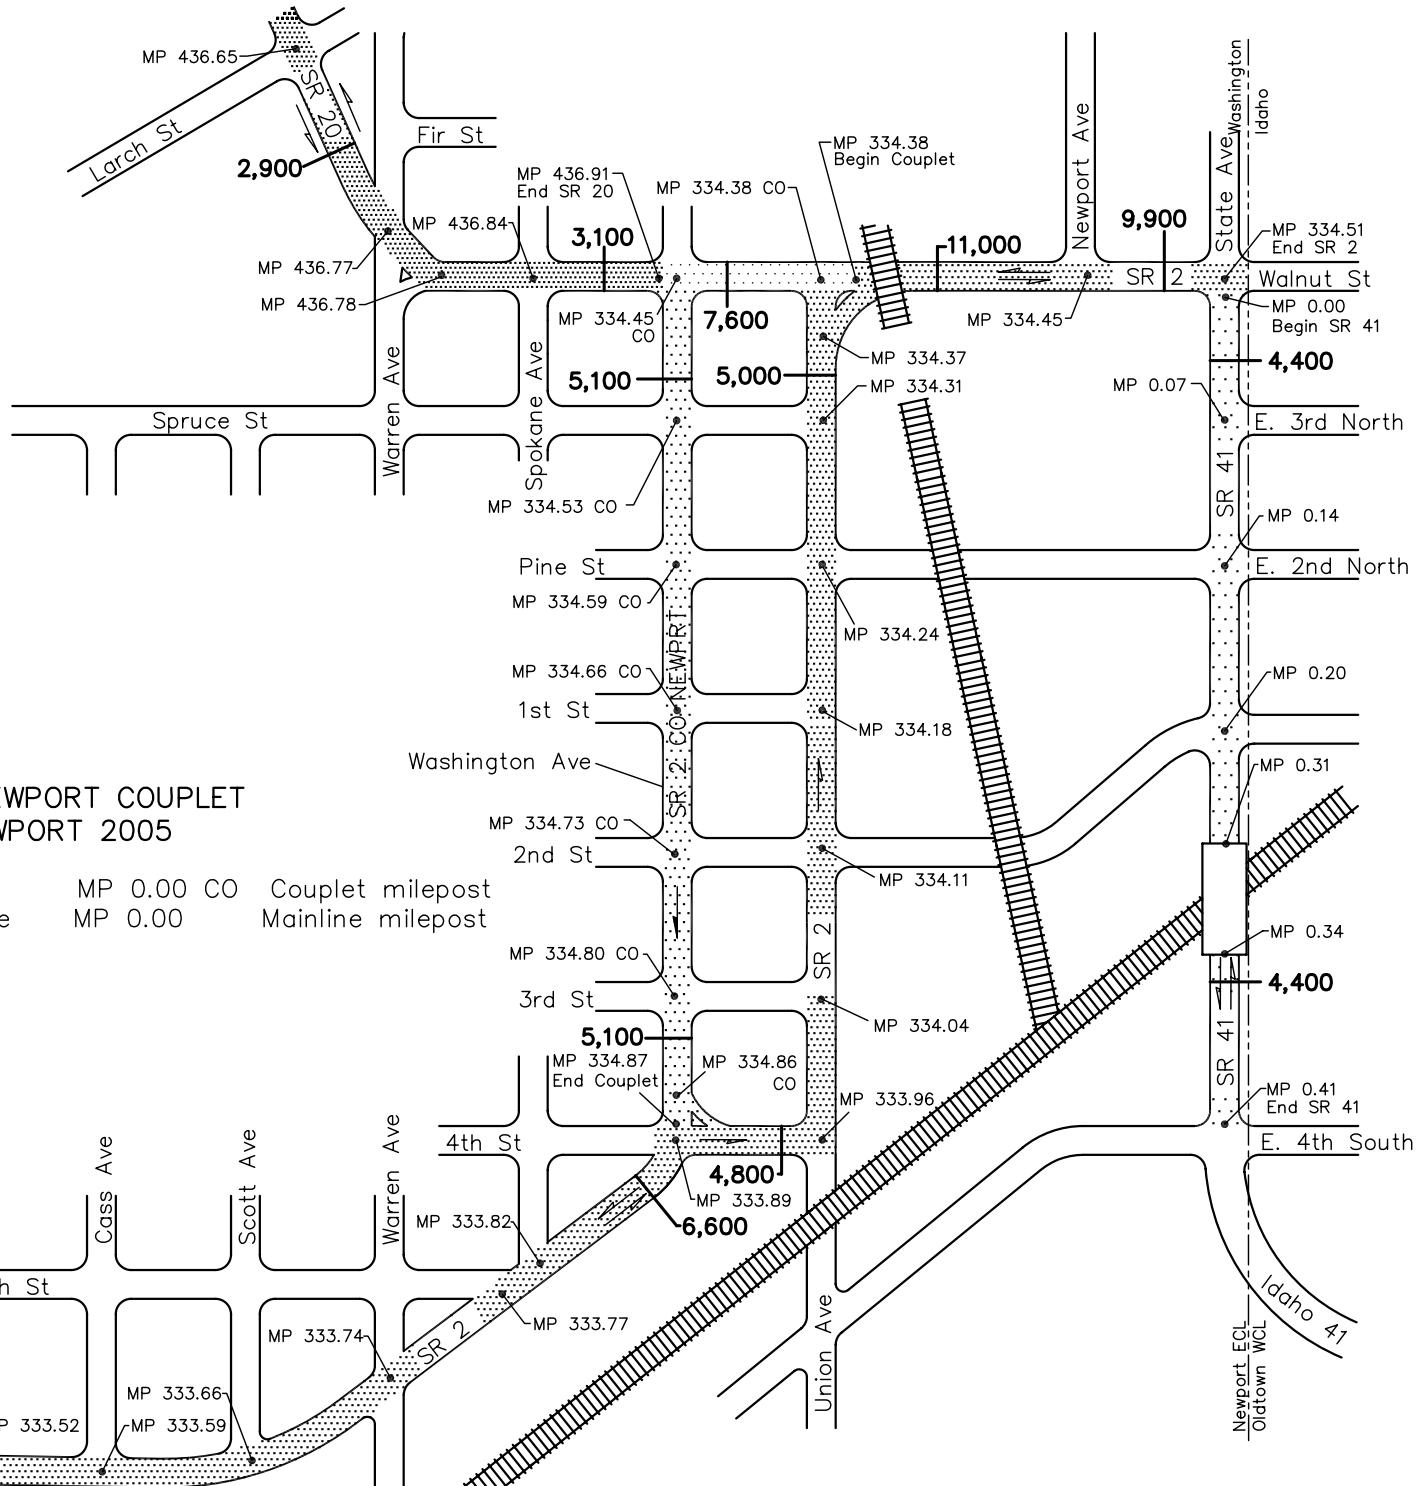 MP 436.65
SR 20
Larch St
Fir St
2,900
MP 436.91
End SR 20
MP 334.38 CO
MP 334.38
Begin Couplet
Newport Ave
State Ave
Washington
Idaho
MP 436.84
3,100
11,000
9,900
MP 334.51
End SR 2
MP 436.77
MP 436.78
SR 2
Walnut St
MP 334.45
CO
7,600
MP 334.45
MP 0.00
Begin SR 41
MP 334.37
4,400
5,100
5,000
MP 334.31
MP 0.07
Warren Ave
Spokane Ave
Spruce St
E. 3rd North
SR 41
MP 334.53 CO
MP 0.14
Pine St
E. 2nd North
MP 334.59 CO
MP 334.24
SR 2 CO NEWPRT
MP 334.66 CO
MP 0.20
1st St
MP 334.18
Washington Ave
MP 0.31
EWPORT COUPLET
WPORT 2005
MP 334.73 CO
2nd St
MP 334.11
MP 0.00 CO Couplet milepost
e MP 0.00 Mainline milepost
SR 2
MP 0.34
MP 334.80 CO
4,400
3rd St
MP 334.04
5,100
MP 334.87
End Couplet
MP 334.86
CO
SR 41
MP 333.96
MP 0.41
End SR 41
4th St
E. 4th South
4,800
MP 333.89
6,600
Cass Ave
Scott Ave
Warren Ave
MP 333.82
h St
Idaho 41
MP 333.77
MP 333.74
SR 2
Union Ave
Newport ECL
Oldtown WCL
MP 333.66
P 333.52
MP 333.59